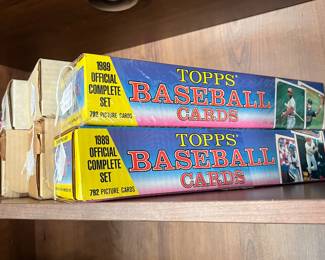 1989
OFFICIAL
COMPLETE
SET
792 PICTURE CARDS
TOPPS'
BASEBALL
CARDS
1989
OFFICIAL
COMPLETE
SET
792 PICTURE CARDS
TOPPS'
BASEBALL
CARDS